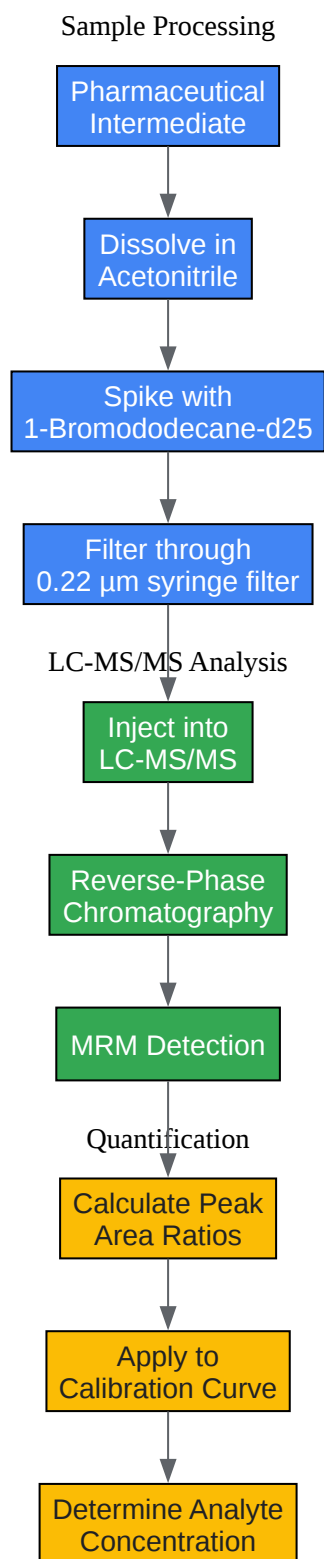 Sample Processing
Pharmaceutical
Intermediate
Dissolve in
Acetonitrile
Spike with
1-Bromododecane-d25
Filter through
0.22 µm syringe filter
LC-MS/MS Analysis
Inject into
LC-MS/MS
Reverse-Phase
Chromatography
MRM Detection
Quantification
Calculate Peak
Area Ratios
Apply to
Calibration Curve
Determine Analyte
Concentration